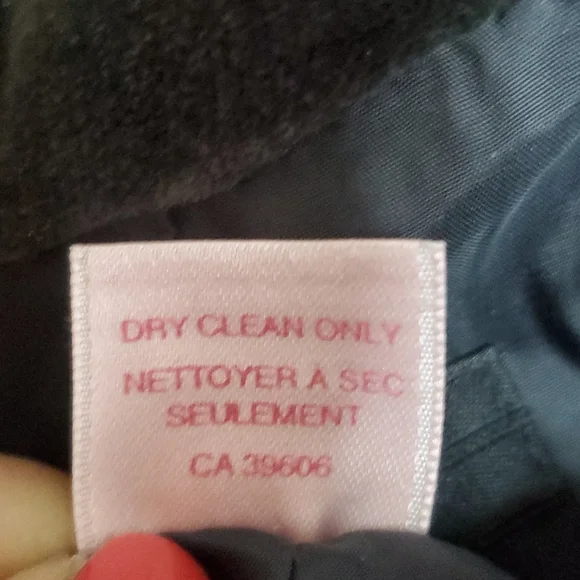 DRY CLEAN ONLY
NETTOYER A SEC
SEULEMENT
CA 39606